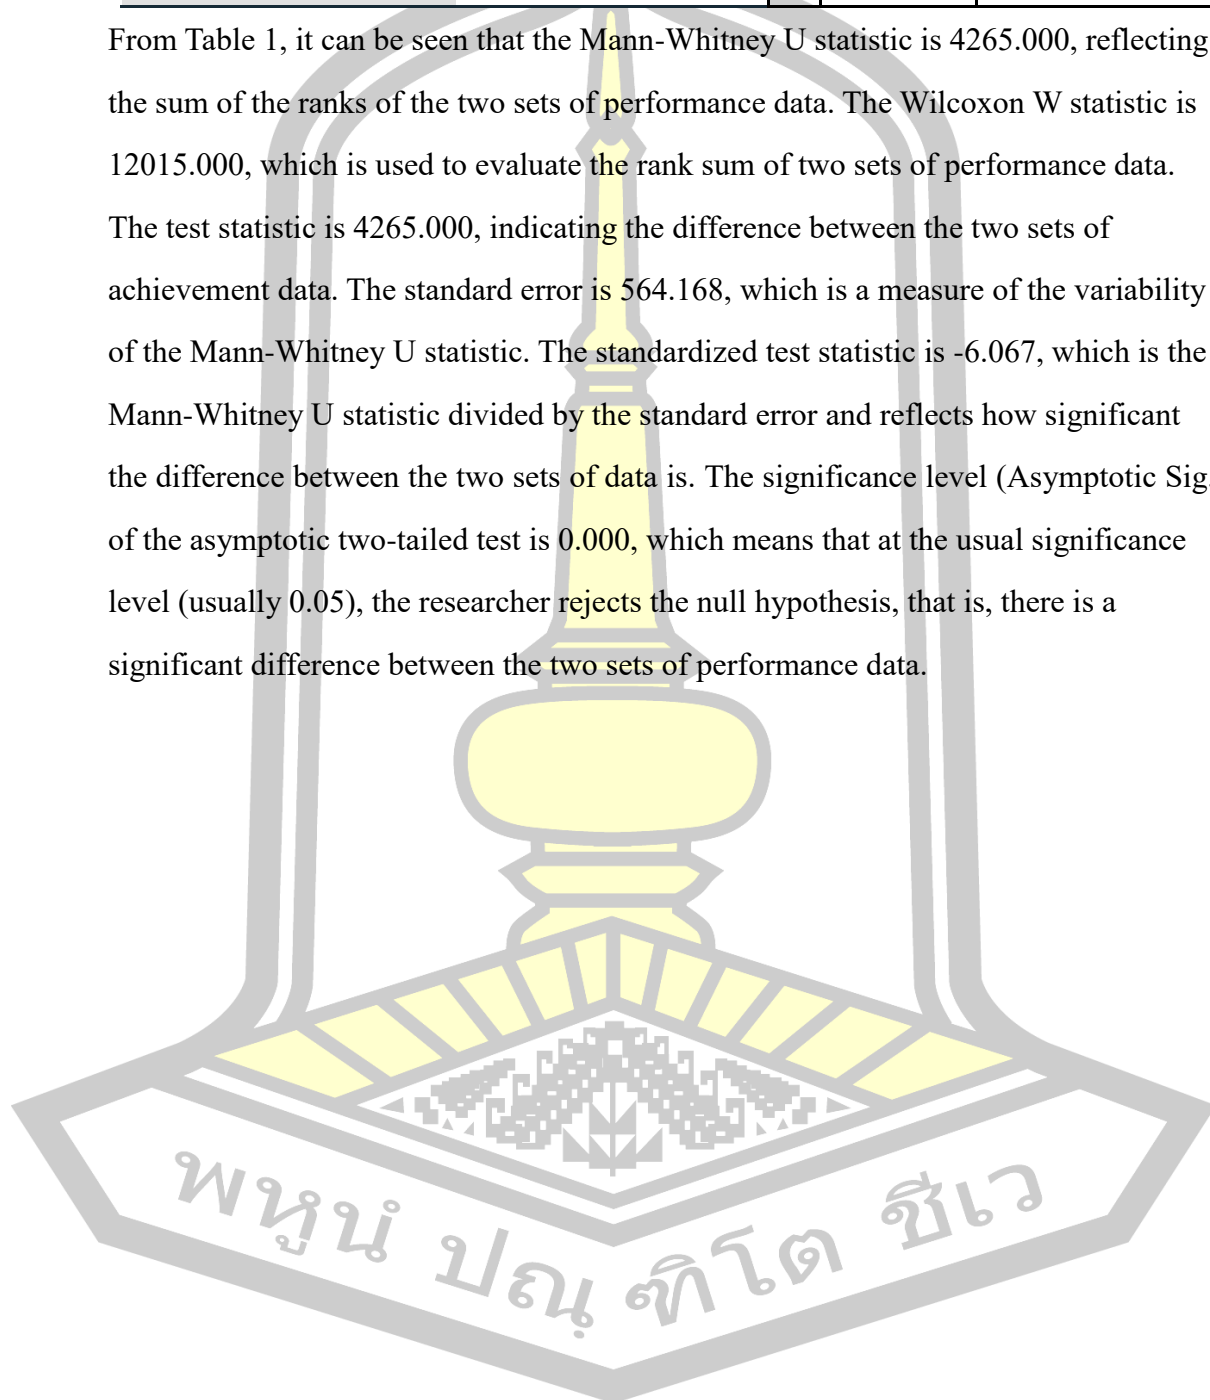 From Table 1, it can be seen that the Mann-Whitney U statistic is 4265.000, reflecting
the sum of the ranks of the two sets of performance data. The Wilcoxon W statistic is
12015.000, which is used to evaluate the rank sum of two sets of performance data.
The test statistic is 4265.000, indicating the difference between the two sets of
achievement data. The standard error is 564.168, which is a measure of the variability
of the Mann-Whitney U statistic. The standardized test statistic is -6.067, which is the
Mann-Whitney U statistic divided by the standard error and reflects how significant
the difference between the two sets of data is. The significance level (Asymptotic Sig.
of the asymptotic two-tailed test is 0.000, which means that at the usual significance
level (usually 0.05), the researcher rejects the null hypothesis, that is, there is a
significant difference between the two sets of performance data.
พหูนํ ปณฺฑิโต ชีเว